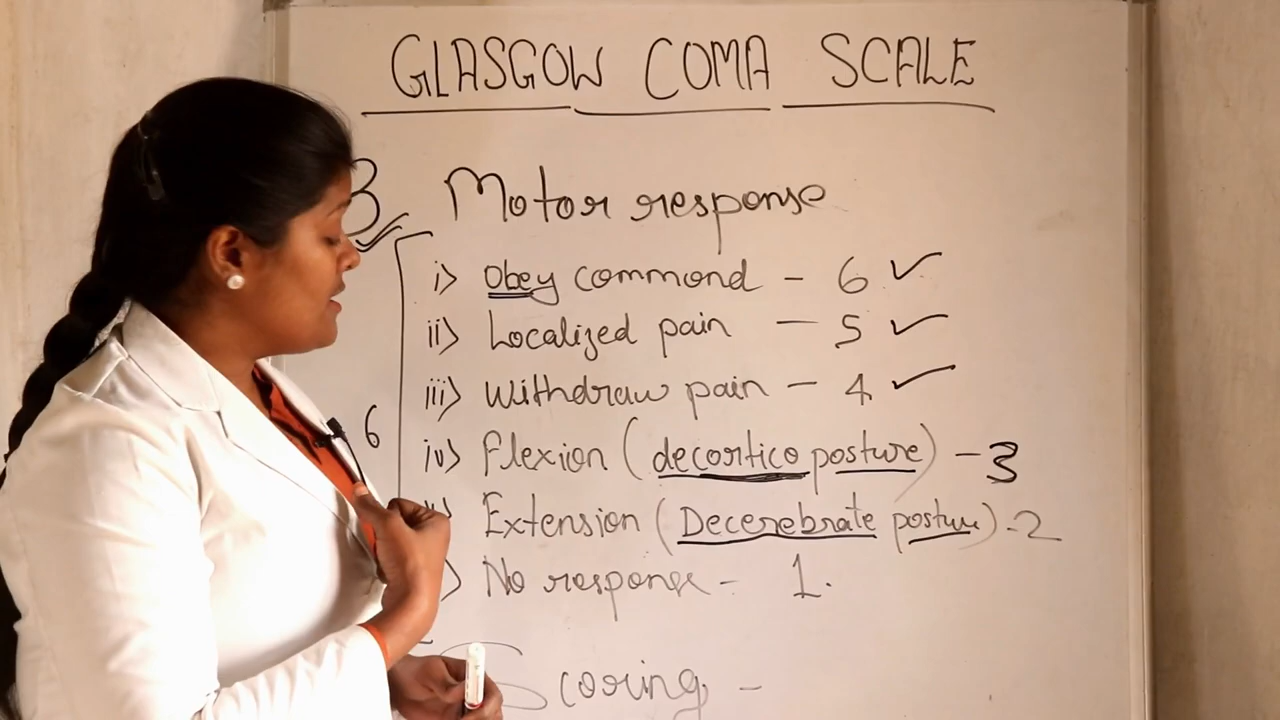 GLASGOW COMA SCALE
3 Motor response
i) Obey commond - 6 ✓
ii) Localized pain - 5 ✓
iii) Withdraw pain - 4 ✓
6
iv) flexion (decortico posture) - 3
Extension (Decerebrate posture) - 2
) No response - 1.
Scoring -